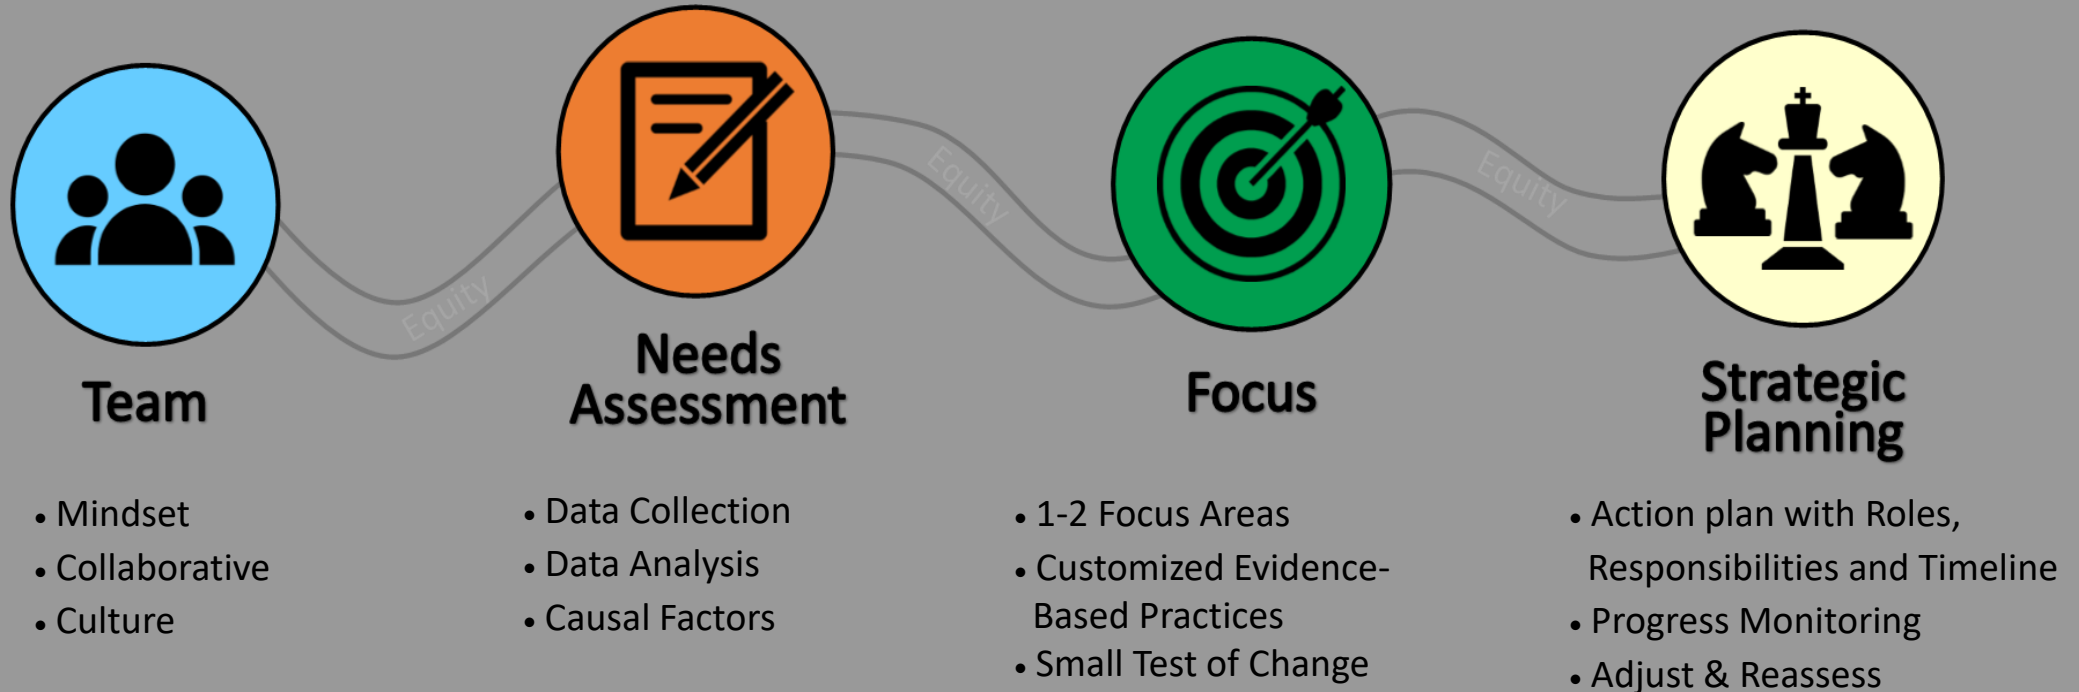 Equity
Equity
Equity
Team
Needs
Assessment
Focus
Strategic
Planning
• Mindset
• Collaborative
• Culture
• Data Collection
• Data Analysis
• Causal Factors
• 1-2 Focus Areas
• Customized Evidence-
Based Practices
• Small Test of Change
• Action plan with Roles,
Responsibilities and Timeline
• Progress Monitoring
• Adjust & Reassess